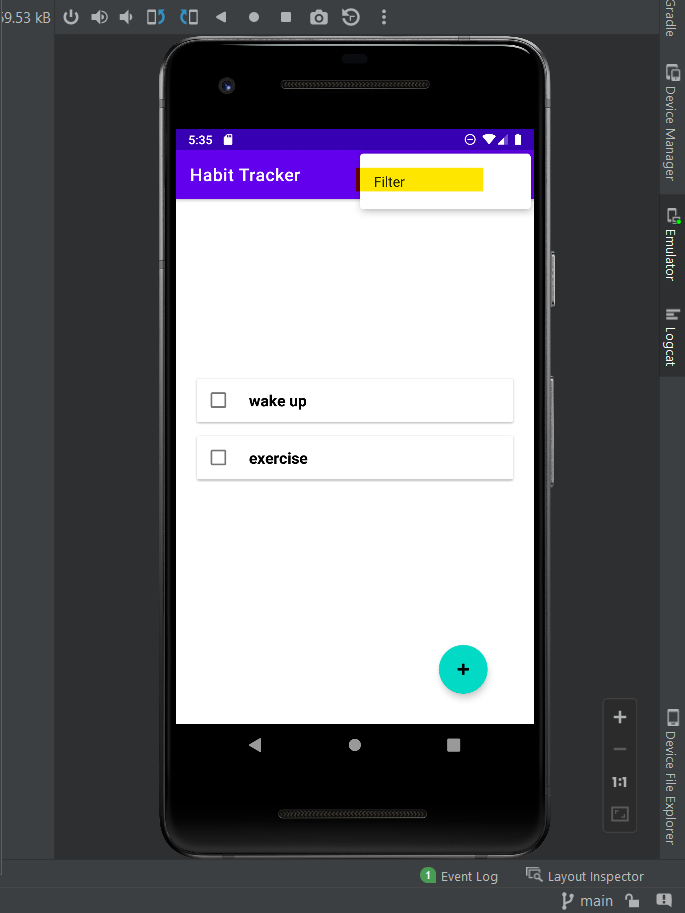 59.53 kB
5:35
Habit Tracker
Filter
wake up
exercise
1:1
Gradle
Device Manager
Emulator
Logcat
Device File Explorer
1 Event Log
Layout Inspector
main